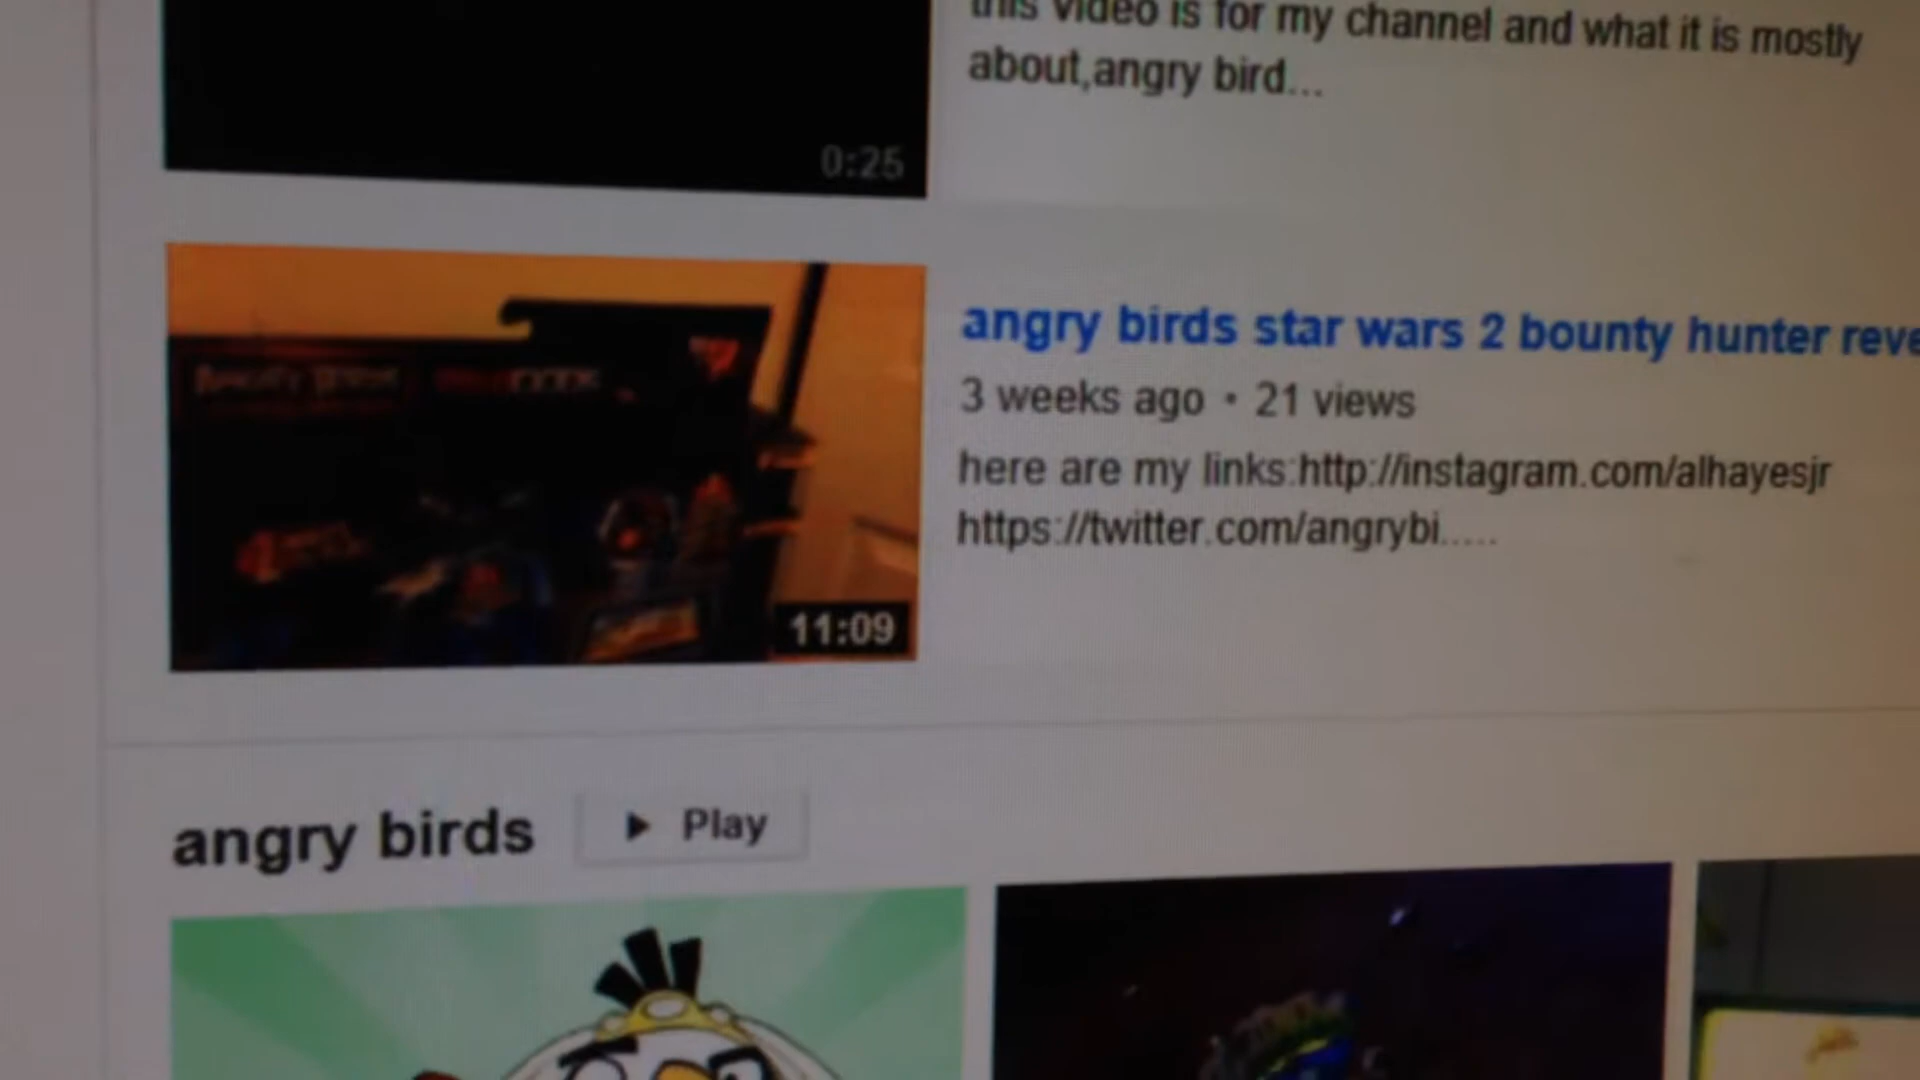 this video is for my channel and what it is mostly
about,angry bird...
0:25
angry birds star wars 2 bounty hunter reve
3 weeks ago • 21 views
here are my links:http://instagram.com/alhayesjr
https://twitter.com/angrybi.....
ANGRY BIRDS
11:09
angry birds
Play